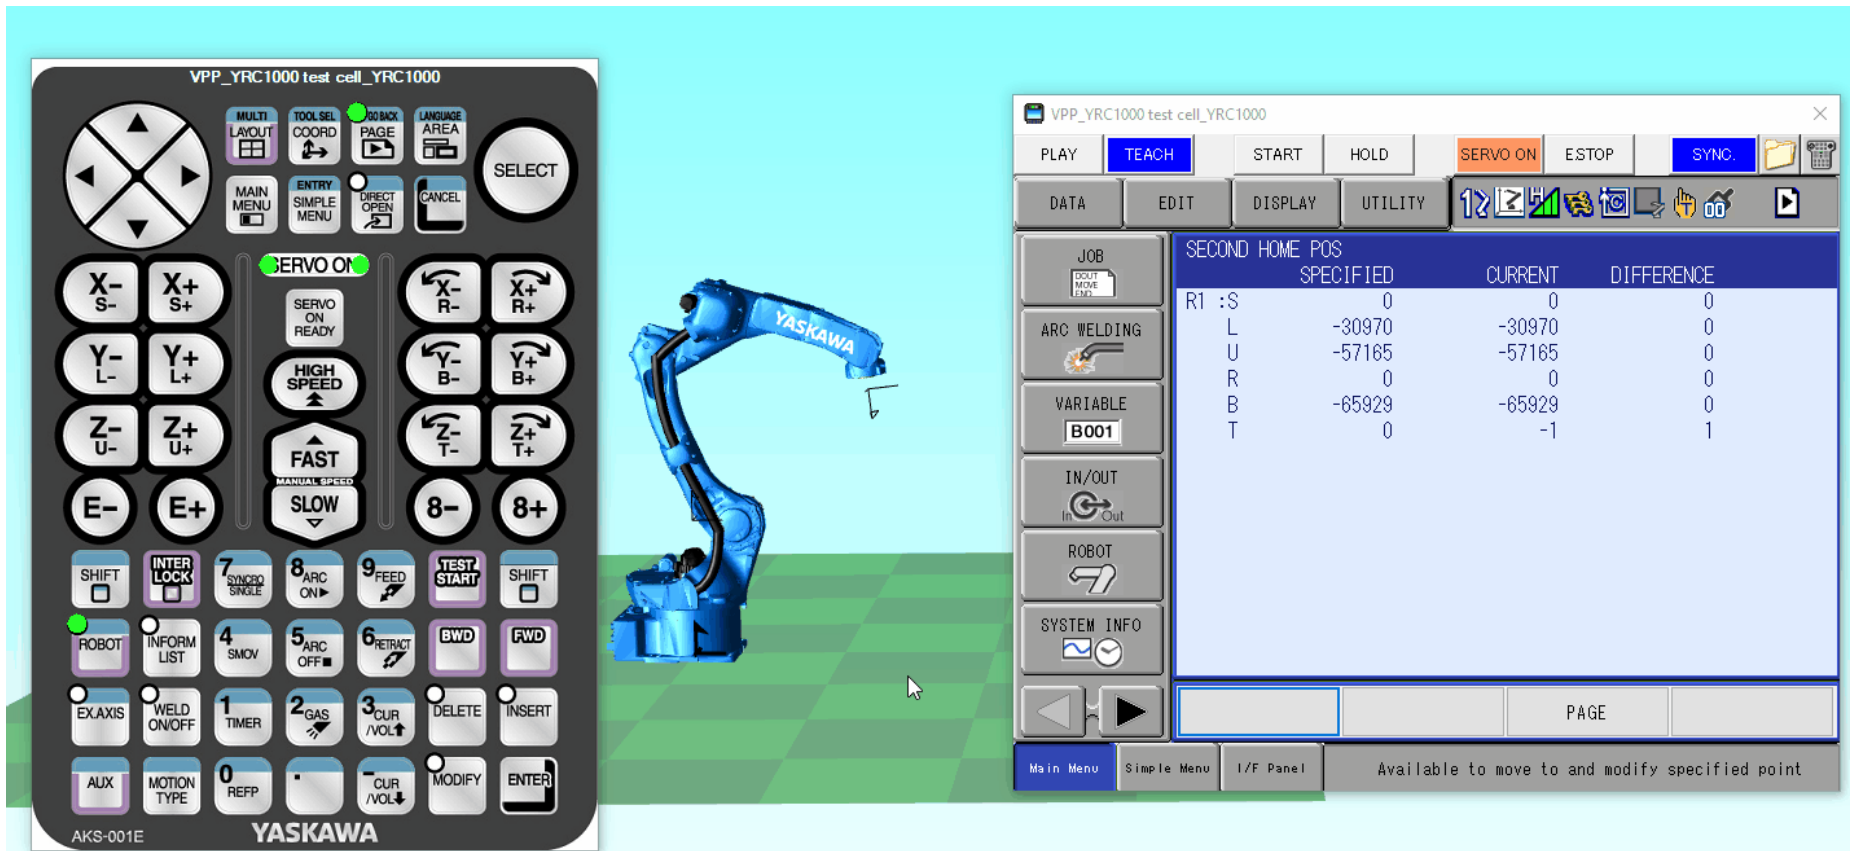 VPP_YRC1000 test cell_YRC1000
MULTI
LAYOUT
TOOL SEL
COORD
GO BACK
PAGE
LANGUAGE
AREA
SELECT
MAIN
MENU
ENTRY
SIMPLE
MENU
DIRECT
OPEN
CANCEL
SERVO ON
X-
S-
X+
S+
SERVO
ON
READY
X-
R-
X+
R+
Y-
L-
Y+
L+
HIGH
SPEED
Y-
B-
Y+
B+
Z-
U-
Z+
U+
FAST
MANUAL SPEED
SLOW
Z-
T-
Z+
T+
E-
E+
8-
8+
SHIFT
INTER
LOCK
7
SYNCRO
SINGLE
8 ARC
ON
9 FEED
TEST
START
SHIFT
ROBOT
INFORM
LIST
4
SMOV
5 ARC
OFF
6 RETRACT
BWD
FWD
EX.AXIS
WELD
ON/OFF
1
TIMER
2 GAS
3 CUR
/VOL
DELETE
INSERT
AUX
MOTION
TYPE
0
REFP
.
- CUR
/VOL
MODIFY
ENTER
AKS-001E
YASKAWA
YASKAWA
VPP_YRC1000 test cell_YRC1000
PLAY TEACH START HOLD SERVO ON E.STOP SYNC.
DATA EDIT DISPLAY UTILITY
JOB
DOUT
MOVE
END
ARC WELDING
VARIABLE
B001
IN/OUT
In Out
ROBOT
SYSTEM INFO
SECOND HOME POS
SPECIFIED CURRENT DIFFERENCE
R1 :S 0 0 0
L -30970 -30970 0
U -57165 -57165 0
R 0 0 0
B -65929 -65929 0
T 0 -1 1
PAGE
Main Menu Simple Menu I/F Panel Available to move to and modify specified point